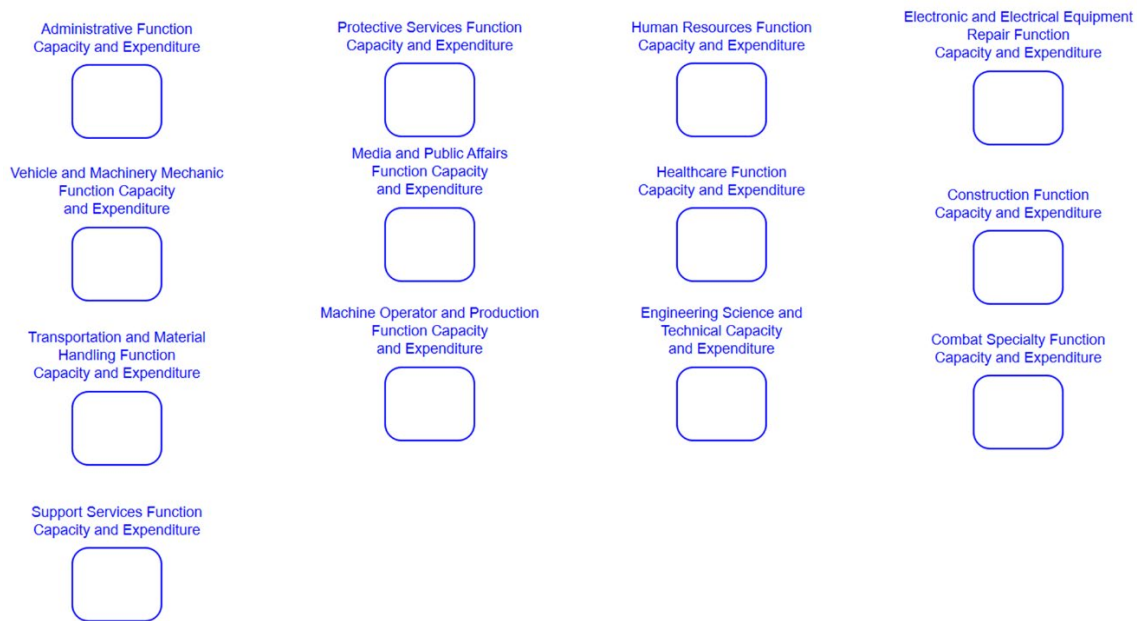 Administrative Function
Capacity and Expenditure
Protective Services Function
Capacity and Expenditure
Human Resources Function
Capacity and Expenditure
Electronic and Electrical Equipment
Repair Function
Capacity and Expenditure
Vehicle and Machinery Mechanic
Function Capacity
and Expenditure
Media and Public Affairs
Function Capacity
and Expenditure
Healthcare Function
Capacity and Expenditure
Construction Function
Capacity and Expenditure
Transportation and Material
Handling Function
Capacity and Expenditure
Machine Operator and Production
Function Capacity
and Expenditure
Engineering Science and
Technical Capacity
and Expenditure
Combat Specialty Function
Capacity and Expenditure
Support Services Function
Capacity and Expenditure